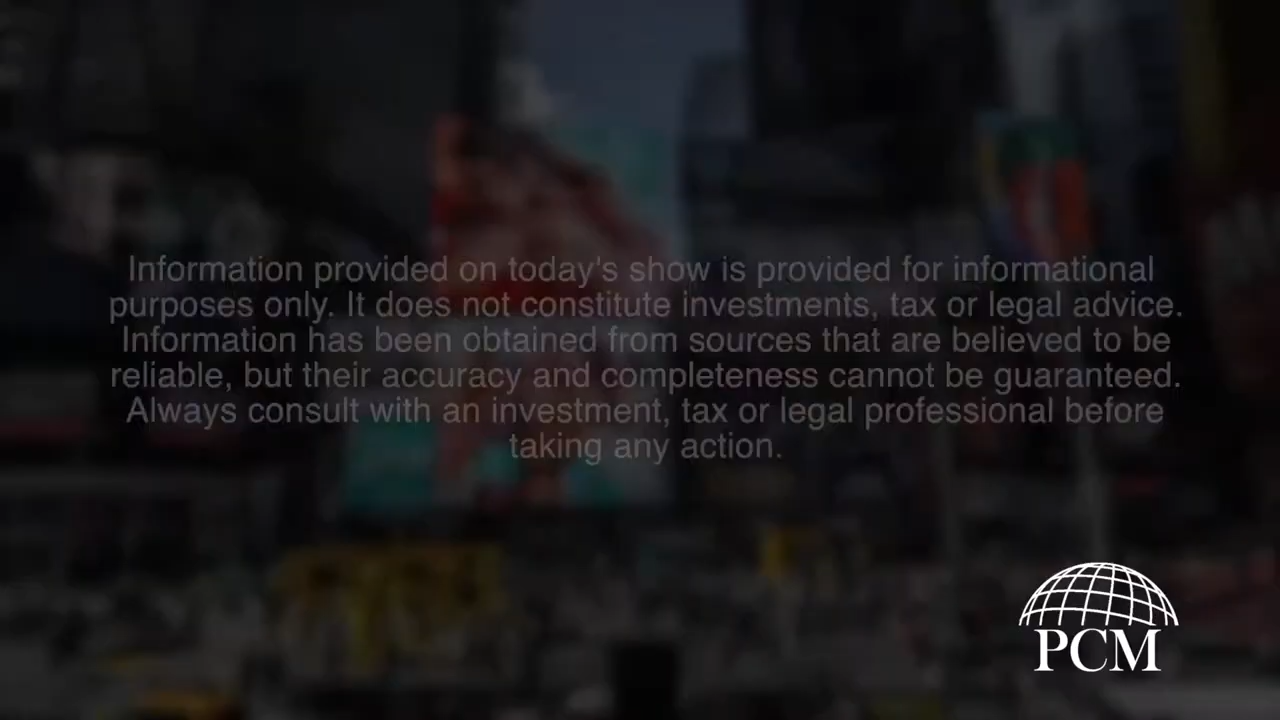 Information provided on today's show is provided for informational
purposes only. It does not constitute investments, tax or legal advice.
Information has been obtained from sources that are believed to be
reliable, but their accuracy and completeness cannot be guaranteed.
Always consult with an investment, tax or legal professional before
taking any action.
PCM